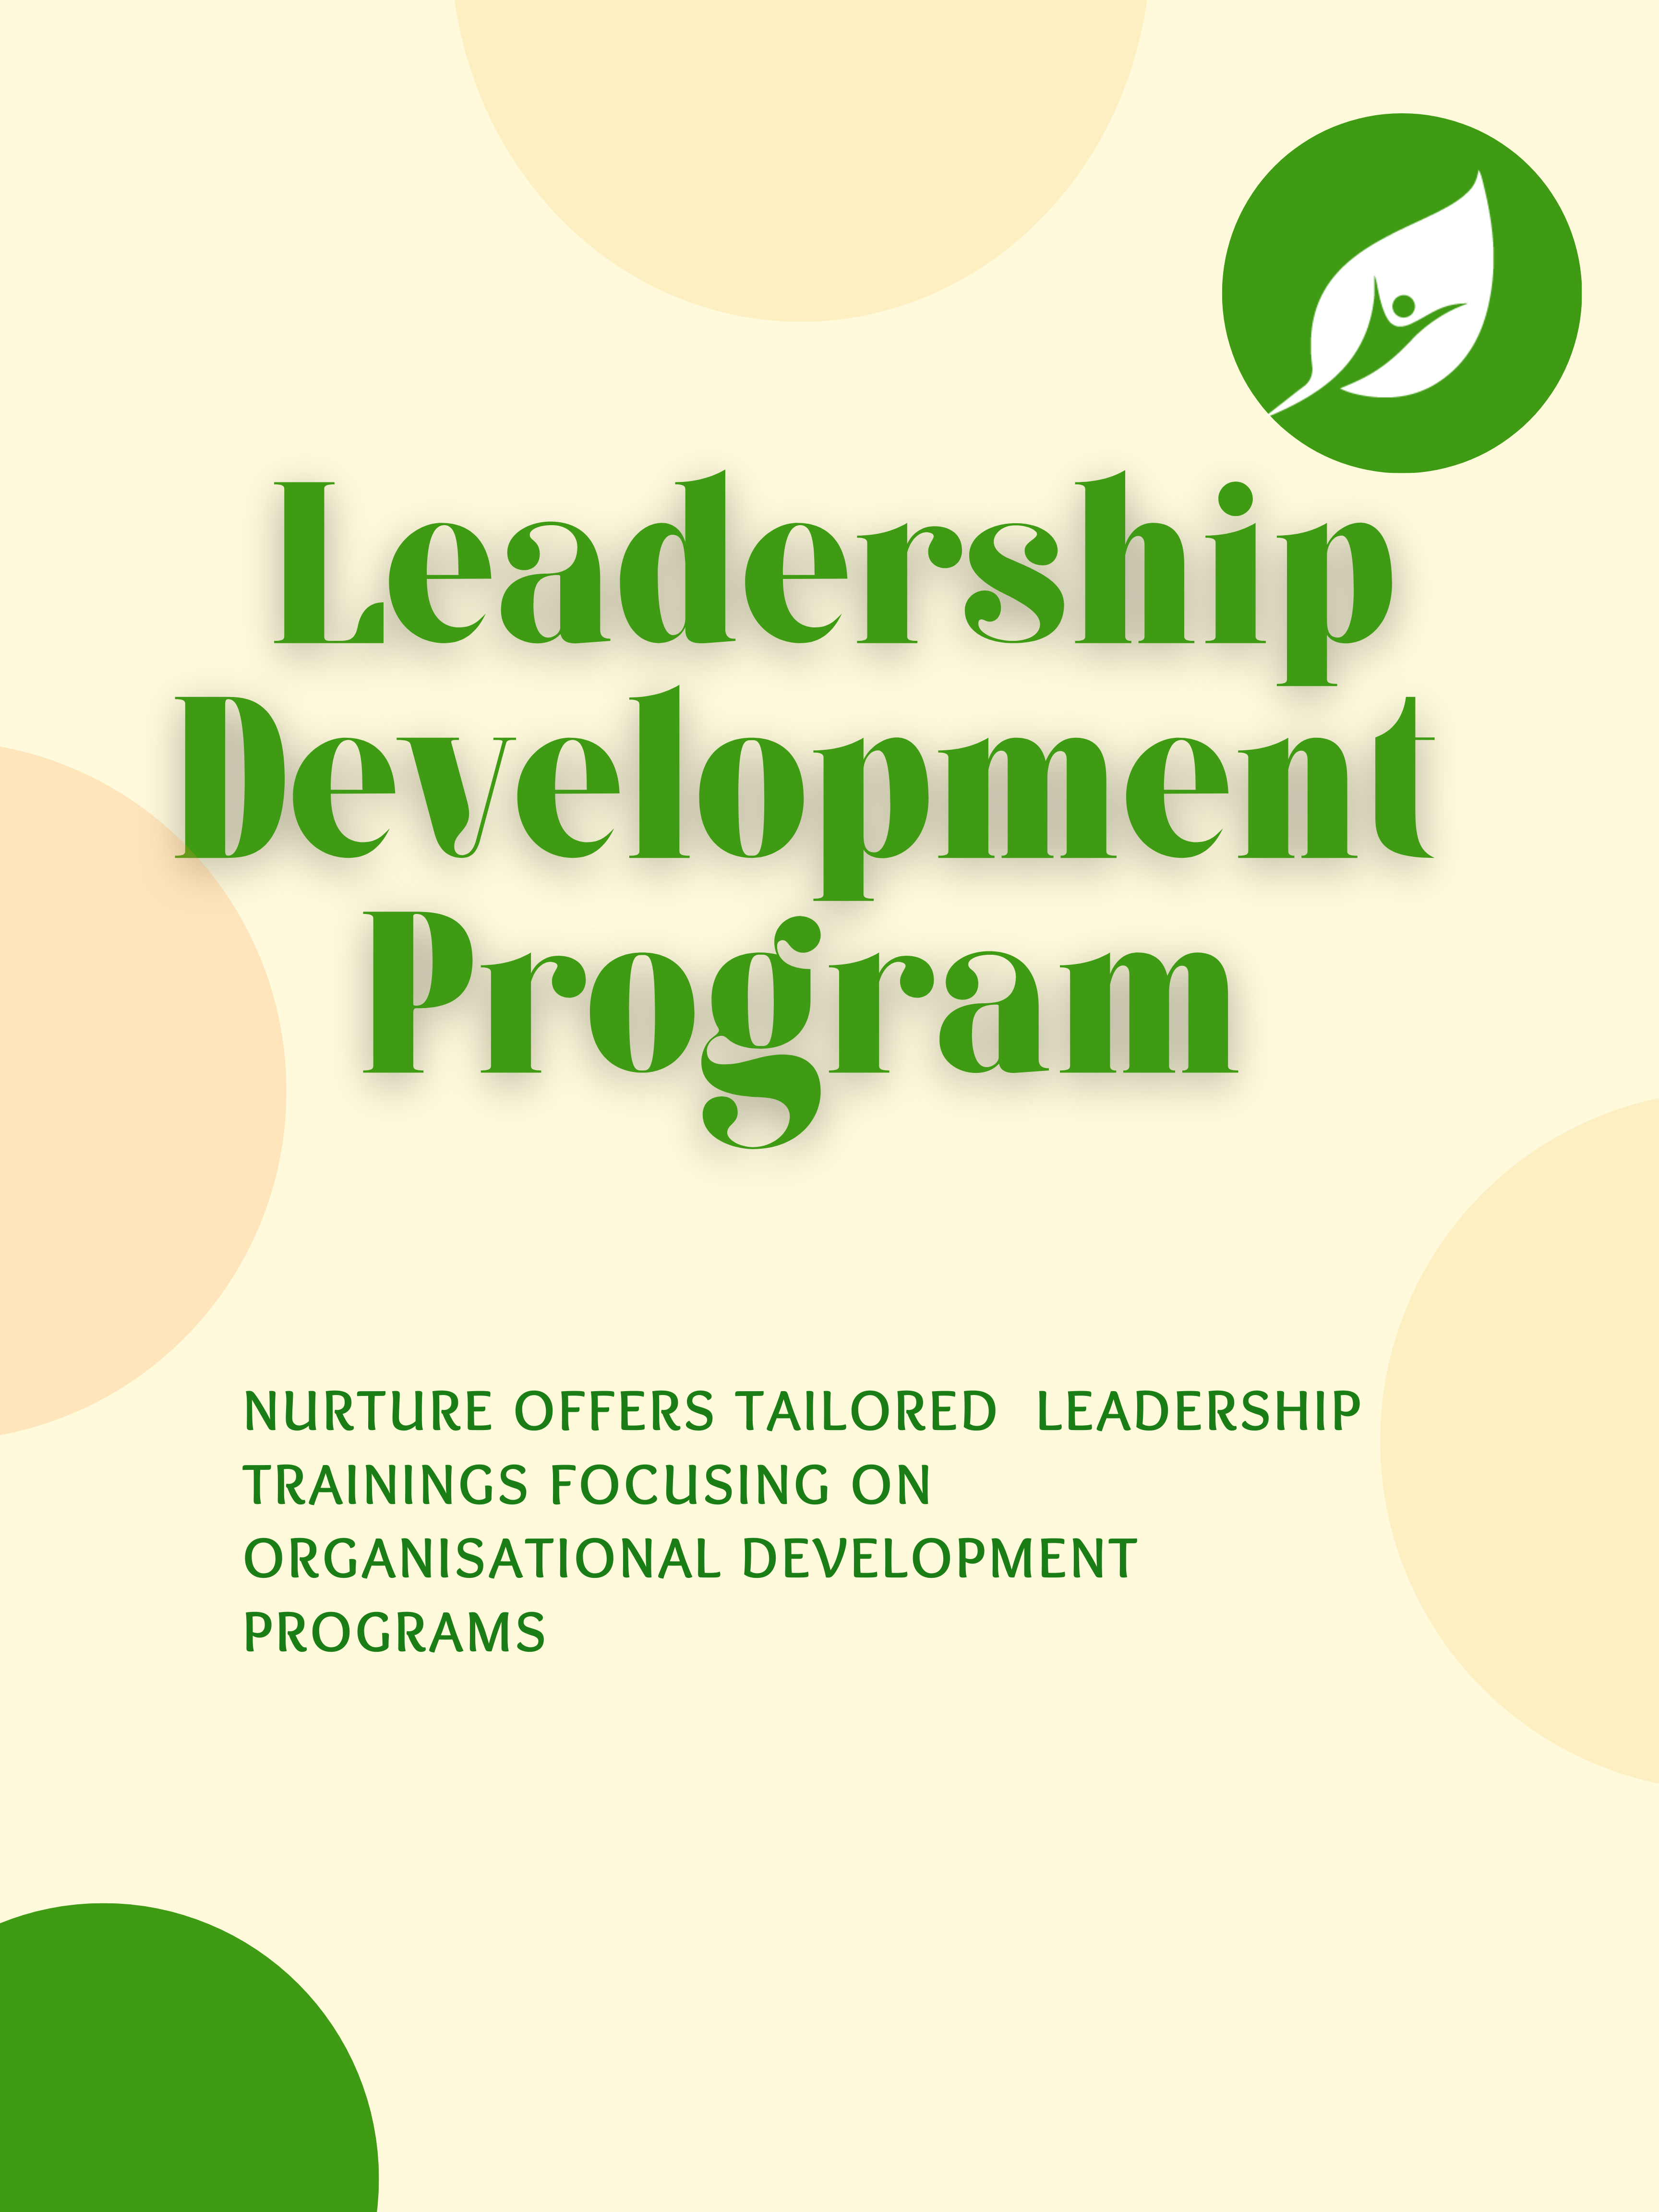 Leadership
Development
Program
NURTURE OFFERS TAILORED  LEADERSHIP
TRAININGS FOCUSING ON
ORGANISATIONAL DEVELOPMENT
PROGRAMS